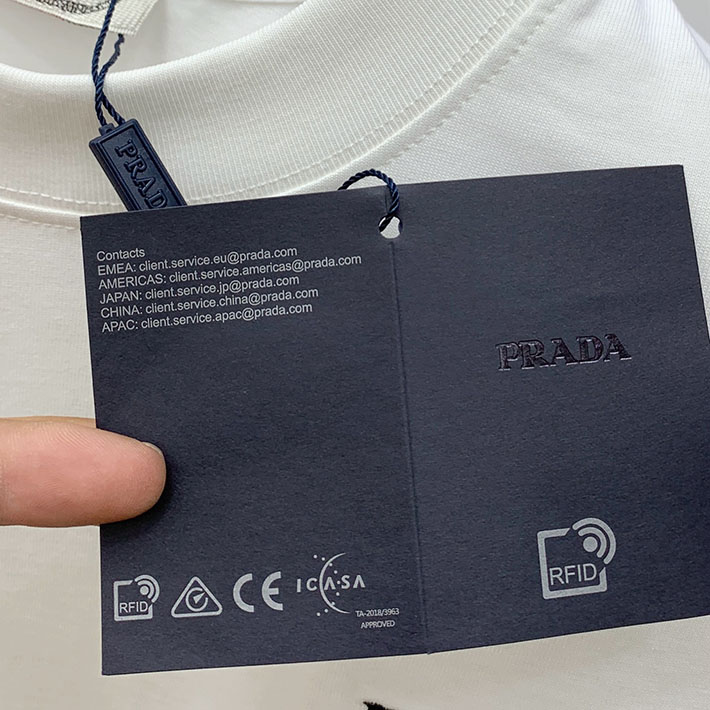 PRADA
Contacts
EMEA: client.service.eu@prada.com
AMERICAS: client.service.americas@prada.com
JAPAN: client.service.jp@prada.com
CHINA: client.service.china@prada.com
APAC: client.service.apac@prada.com
PRADA
RFID
CE
ICASA
TA-2018/3963
APPROVED
RFID